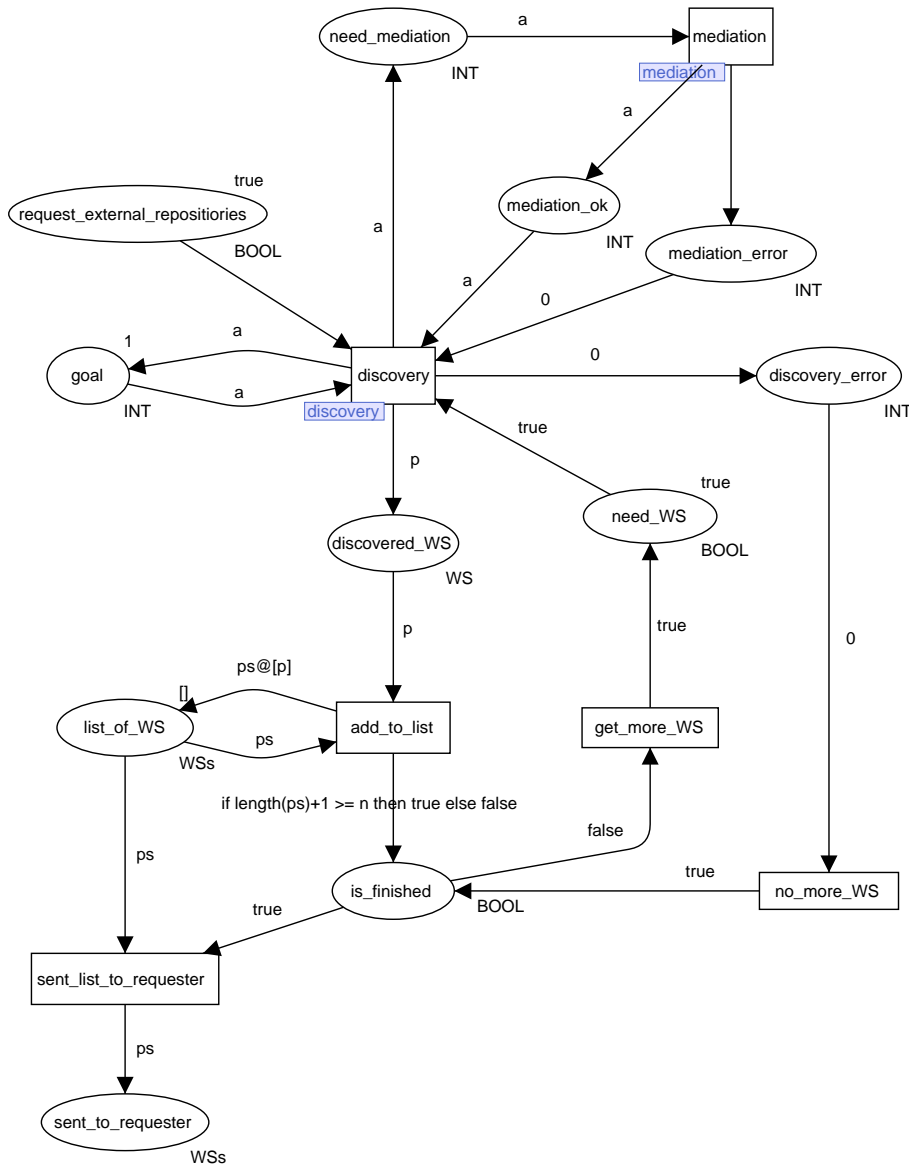 a
need_mediation
mediation
INT
mediation
a
true
request_external_repositiories
mediation_ok
BOOL
a
INT
mediation_error
a
INT
0
1
a
0
goal
discovery
discovery_error
a
INT
discovery
INT
true
p
true
discovered_WS
need_WS
WS
BOOL
p
true
0
ps@[p]
[]
list_of_WS
ps
add_to_list
get_more_WS
WSs
if length(ps)+1 >= n then true else false
false
ps
true
is_finished
no_more_WS
BOOL
true
sent_list_to_requester
ps
sent_to_requester
WSs